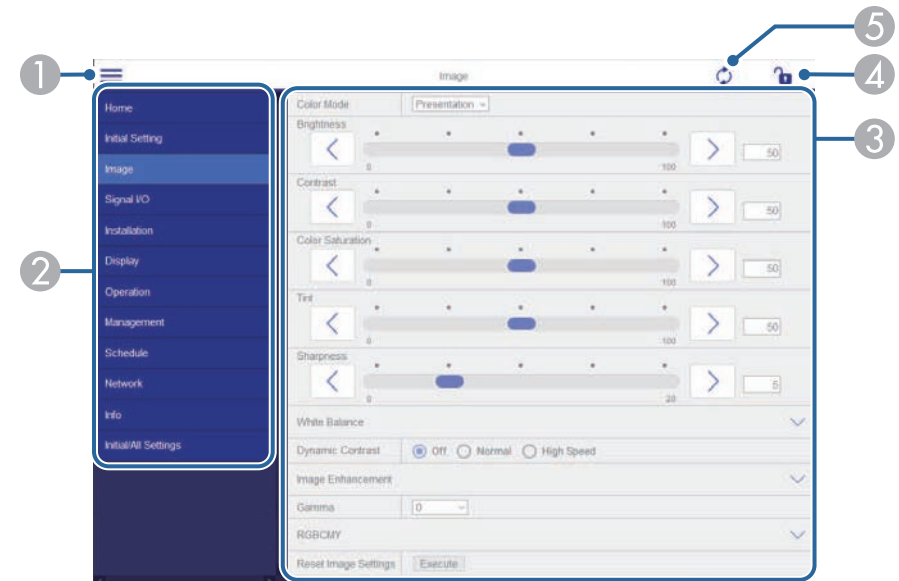 5
1
Image
4
Home
Initial Setting
Image
Signal I/O
Installation
Display
Operation
Management
Schedule
Network
Info
Initial/All Settings
2
3
Color Mode Presentation
Brightness
0 100 50
Contrast
0 100 50
Color Saturation
0 100 50
Tint
0 100 50
Sharpness
0 20 5
White Balance
Dynamic Contrast Off Normal High Speed
Image Enhancement
Gamma 0
RGBCMY
Reset Image Settings Execute